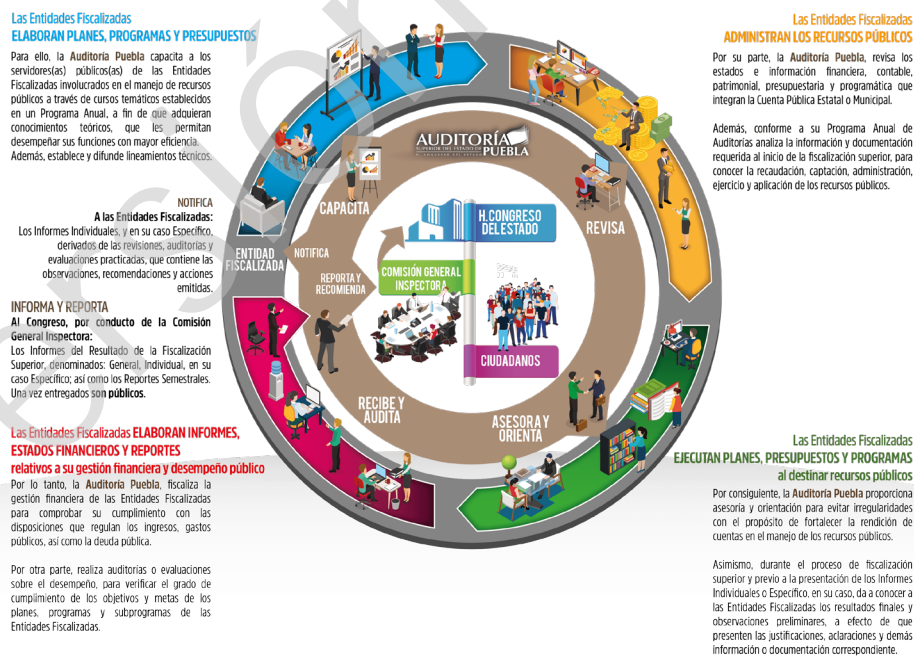 Las Entidades Fiscalizadas
ELABORAN PLANES, PROGRAMAS Y PRESUPUESTOS
Para ello, la Auditoría Puebla capacita a los
servidores(as) públicos(as) de las Entidades
Fiscalizadas involucrados en el manejo de recursos
públicos a través de cursos temáticos establecidos
en un Programa Anual, a fin de que adquieran
conocimientos teóricos, que les permitan
desempeñar sus funciones con mayor eficiencia.
Además, establece y difunde lineamientos técnicos.
NOTIFICA
A las Entidades Fiscalizadas:
Los Informes Individuales, y en su caso Específico,
derivados de las revisiones, auditorías y
evaluaciones practicadas, que contiene las
observaciones, recomendaciones y acciones
emitidas.
INFORMA Y REPORTA
Al Congreso, por conducto de la Comisión
General Inspectora:
Los Informes del Resultado de la Fiscalización
Superior, denominados: General, Individual, en su
caso Específico; así como los Reportes Semestrales.
Una vez entregados son públicos.
Las Entidades Fiscalizadas ELABORAN INFORMES,
ESTADOS FINANCIEROS Y REPORTES
relativos a su gestión financiera y desempeño público
Por lo tanto, la Auditoría Puebla, fiscaliza la
gestión financiera de las Entidades Fiscalizadas
para comprobar su cumplimiento con las
disposiciones que regulan los ingresos, gastos
públicos, así como la deuda pública.
Por otra parte, realiza auditorías o evaluaciones
sobre el desempeño, para verificar el grado de
cumplimiento de los objetivos y metas de los
planes, programas y subprogramas de las
Entidades Fiscalizadas.
AUDITORÍA
SUPERIOR DEL ESTADO DE
PUEBLA
H. CONGRESO DEL ESTADO
CAPACITA
REVISA
ENTIDAD
FISCALIZADA
NOTIFICA
REPORTA Y
RECOMIENDA
H. CONGRESO
DEL ESTADO
COMISIÓN GENERAL
INSPECTORA
CIUDADANOS
RECIBE Y
AUDITA
ASESORA Y
ORIENTA
Las Entidades Fiscalizadas
ADMINISTRAN LOS RECURSOS PÚBLICOS
Por su parte, la Auditoría Puebla, revisa los
estados e información financiera, contable,
patrimonial, presupuestaria y programática que
integran la Cuenta Pública Estatal o Municipal.
Además, conforme a su Programa Anual de
Auditorías analiza la información y documentación
requerida al inicio de la fiscalización superior, para
conocer la recaudación, captación, administración,
ejercicio y aplicación de los recursos públicos.
Las Entidades Fiscalizadas
EJECUTAN PLANES, PRESUPUESTOS Y PROGRAMAS
al destinar recursos públicos
Por consiguiente, la Auditoría Puebla proporciona
asesoría y orientación para evitar irregularidades
con el propósito de fortalecer la rendición de
cuentas en el manejo de los recursos públicos.
Asimismo, durante el proceso de fiscalización
superior y previo a la presentación de los Informes
Individuales o Específico, en su caso, da a conocer a
las Entidades Fiscalizadas los resultados finales y
observaciones preliminares, a efecto de que
presenten las justificaciones, aclaraciones y demás
información o documentación correspondiente.